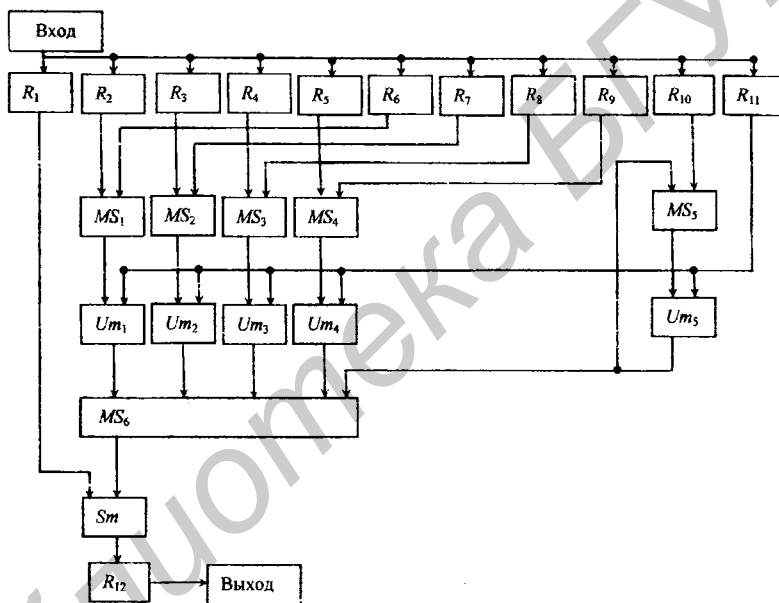 Вход
R₁ R₂ R₃ R₄ R₅ R₆ R₇ R₈ R₉ R₁₀ R₁₁
MS₁ MS₂ MS₃ MS₄ MS₅
Um₁ Um₂ Um₃ Um₄ Um₅
MS₆
Sm
R₁₂ Выход